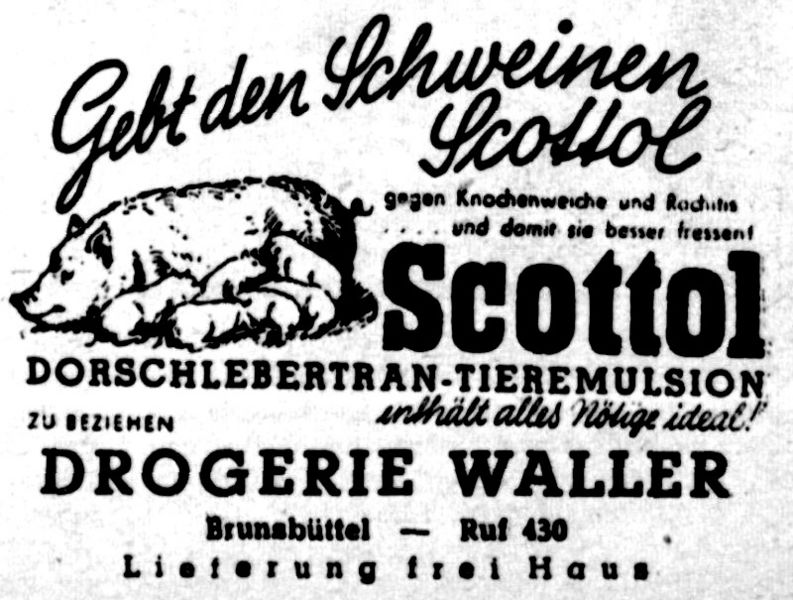 Gebt den Schweinen
Scottol
gegen Knochenweiche und Rachitis
.... und damit sie besser fressen!
Scottol
DORSCHLEBERTRAN-TIEREMULSION
enthält alles Nötige ideal!"
ZU BEZIEHEN
DROGERIE WALLER
Brunsbüttel — Ruf 430
Lieferung frei Haus